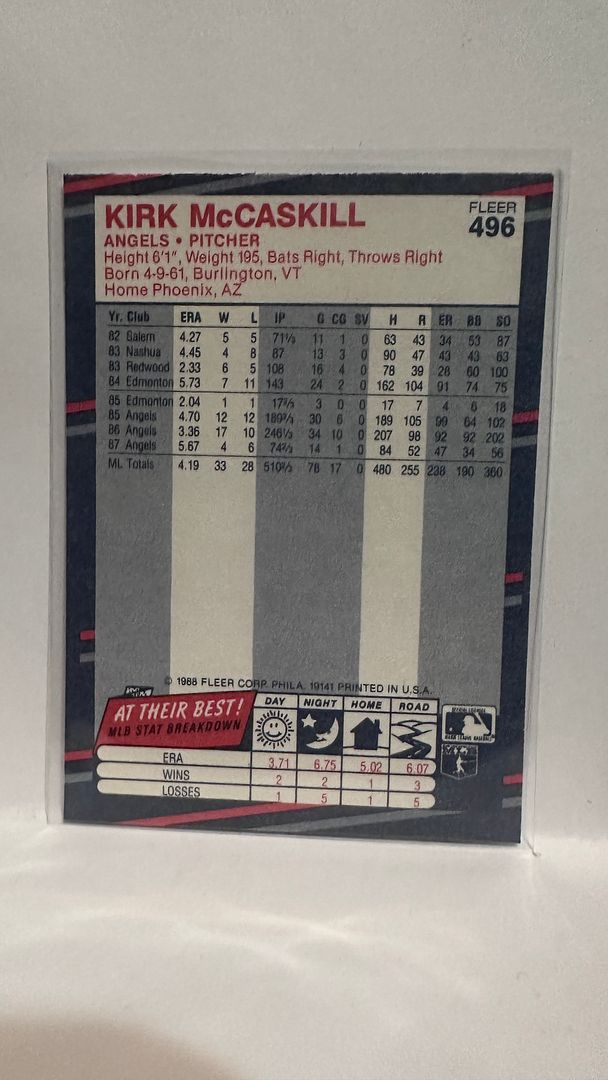 KIRK McCASKILL
FLEER
496
ANGELS • PITCHER
Height 6'1", Weight 195, Bats Right, Throws Right
Born 4-9-61, Burlington, VT
Home Phoenix, AZ
Yr. Club ERA W L IP G CG SV H R ER BB SO
82 Salem 4.27 5 5 71⅓ 11 1 0 63 43 34 53 87
83 Nashua 4.45 4 8 87 13 3 0 90 47 43 43 63
83 Redwood 2.33 6 5 108 16 4 0 78 39 28 60 100
84 Edmonton 5.73 7 11 143 24 2 0 162 104 91 74 75
85 Edmonton 2.04 1 1 17⅔ 3 0 0 17 7 4 6 18
85 Angels 4.70 12 12 189⅔ 30 6 0 189 105 99 64 102
86 Angels 3.36 17 10 246⅓ 34 10 0 207 98 92 92 202
87 Angels 5.67 4 6 74⅔ 14 1 0 84 52 47 34 56
ML Totals 4.19 33 28 510⅔ 78 17 0 480 255 238 190 360
© 1988 FLEER CORP. PHILA. 19141 PRINTED IN U.S.A.
AT THEIR BEST!
MLB STAT BREAKDOWN
DAY NIGHT HOME ROAD
ERA 3.71 6.75 5.02 6.07
WINS 2 2 1 3
LOSSES 1 5 1 5